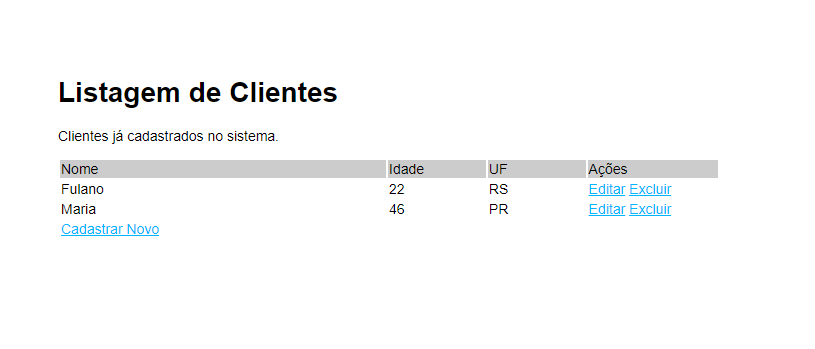 Listagem de Clientes
Clientes já cadastrados no sistema.
Nome Idade UF Ações
Fulano 22 RS Editar Excluir
Maria 46 PR Editar Excluir
Cadastrar Novo